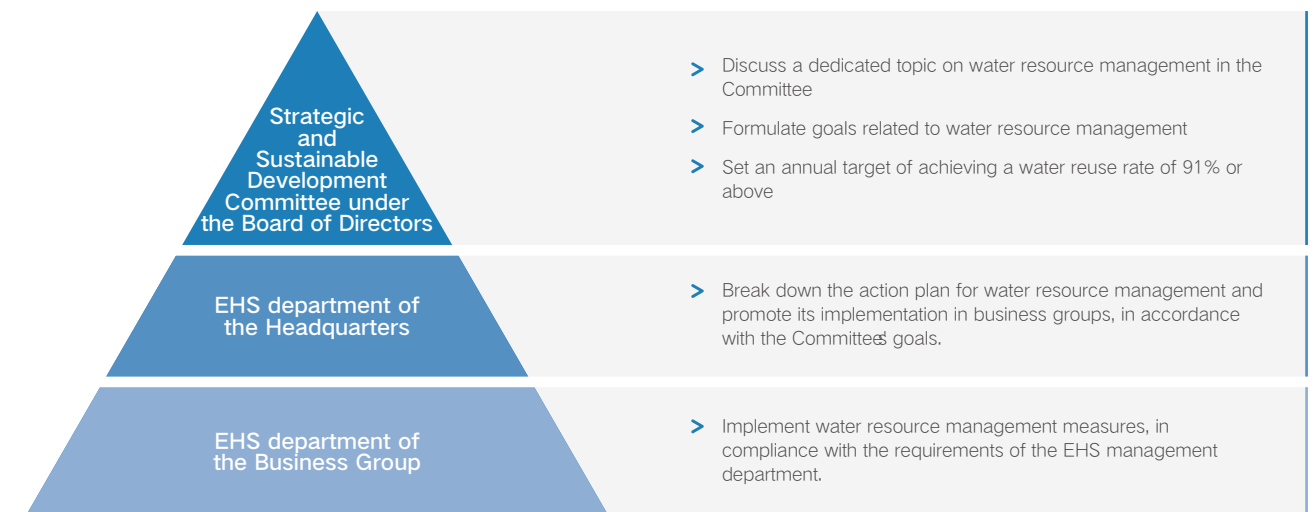 Strategic
and
Sustainable
Development
Committee under
the Board of Directors
> Discuss a dedicated topic on water resource management in the
Committee
> Formulate goals related to water resource management
> Set an annual target of achieving a water reuse rate of 91% or
above
EHS department of
the Headquarters
> Break down the action plan for water resource management and
promote its implementation in business groups, in accordance
with the Committee's goals.
EHS department of
the Business Group
> Implement water resource management measures, in
compliance with the requirements of the EHS management
department.